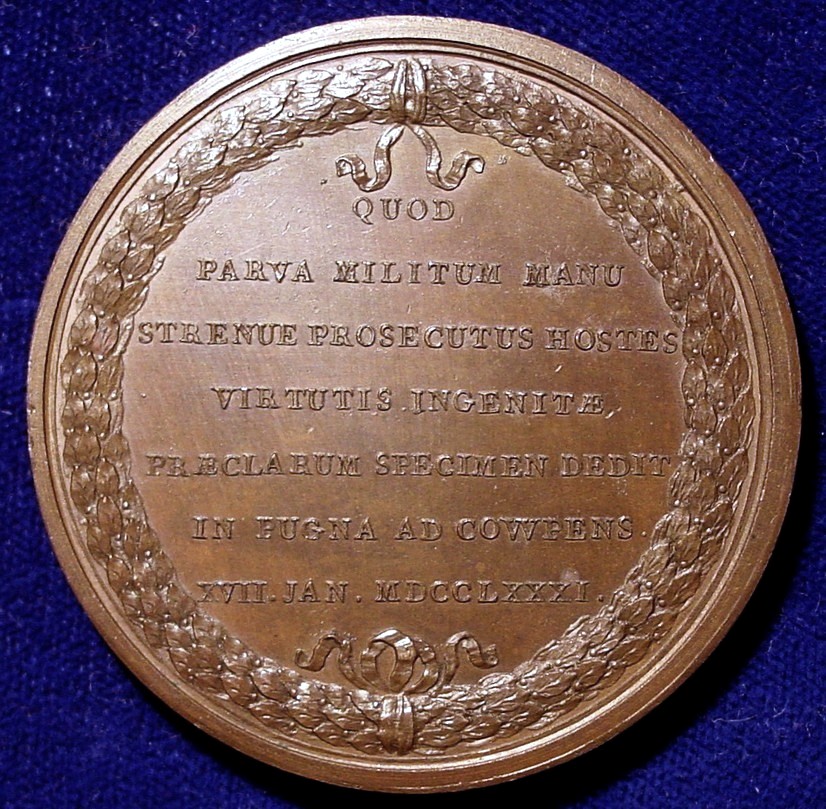 QUOD
PARVA MILITUM MANU
STRENUE PROSECUTUS HOSTES
VIRTUTIS INGENITÆ
PRÆCLARUM SPECIMEN DEDIT
IN PUGNA AD COWPENS
XVII. JAN. MDCCLXXXI.